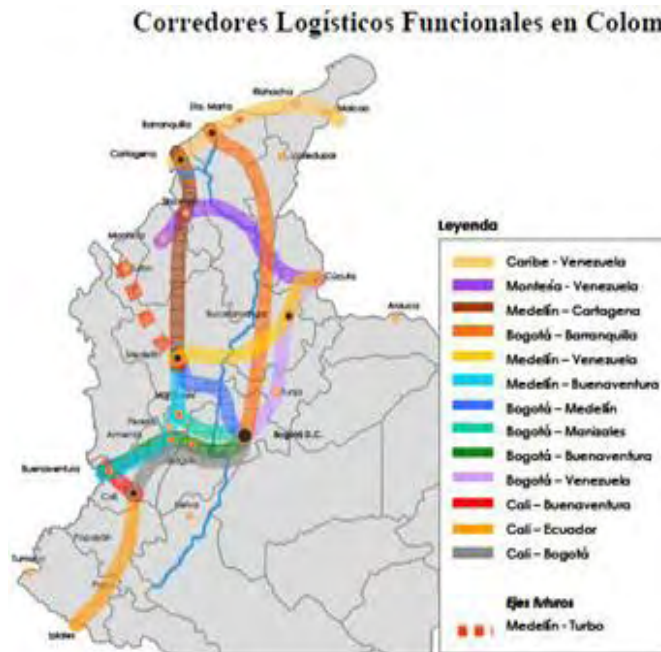 Corredores Logísticos Funcionales en Colom
Riohacha
Sta. Marta
Maicao
Barranquilla
Valledupar
Cartagena
Montería
Cúcuta
Bucaramanga
Arauca
Medellín
Tunja
Manizales
Pereira
Armenia
Bogotá D.C.
Ibagué
Buenaventura
Cali
Neiva
Popayán
Tumaco
Pasto
Ipiales
Leyenda
Caribe - Venezuela
Montería - Venezuela
Medellín – Cartagena
Bogotá – Barranquilla
Medellín – Venezuela
Medellín – Buenaventura
Bogotá – Medellín
Bogotá – Manizales
Bogotá – Buenaventura
Bogotá – Venezuela
Cali – Buenaventura
Cali – Ecuador
Cali – Bogotá
Ejes futuros
Medellín - Turbo